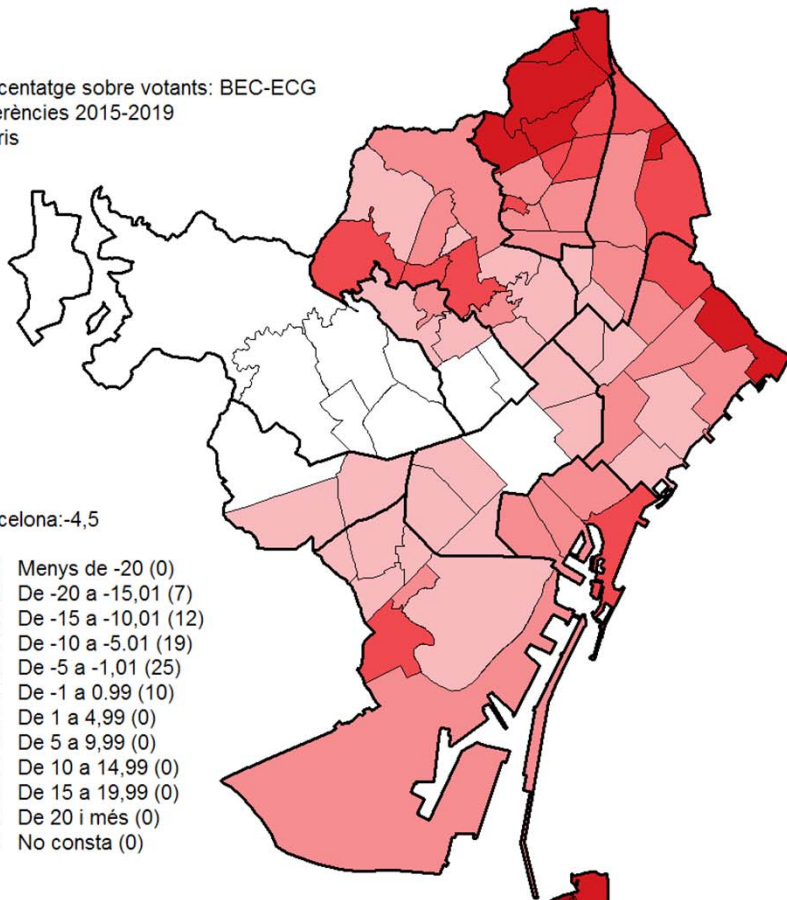 centatge sobre votants: BEC-ECG
erències 2015-2019
ris
celona:-4,5
Menys de -20 (0)
De -20 a -15,01 (7)
De -15 a -10,01 (12)
De -10 a -5.01 (19)
De -5 a -1,01 (25)
De -1 a 0.99 (10)
De 1 a 4,99 (0)
De 5 a 9,99 (0)
De 10 a 14,99 (0)
De 15 a 19,99 (0)
De 20 i més (0)
No consta (0)